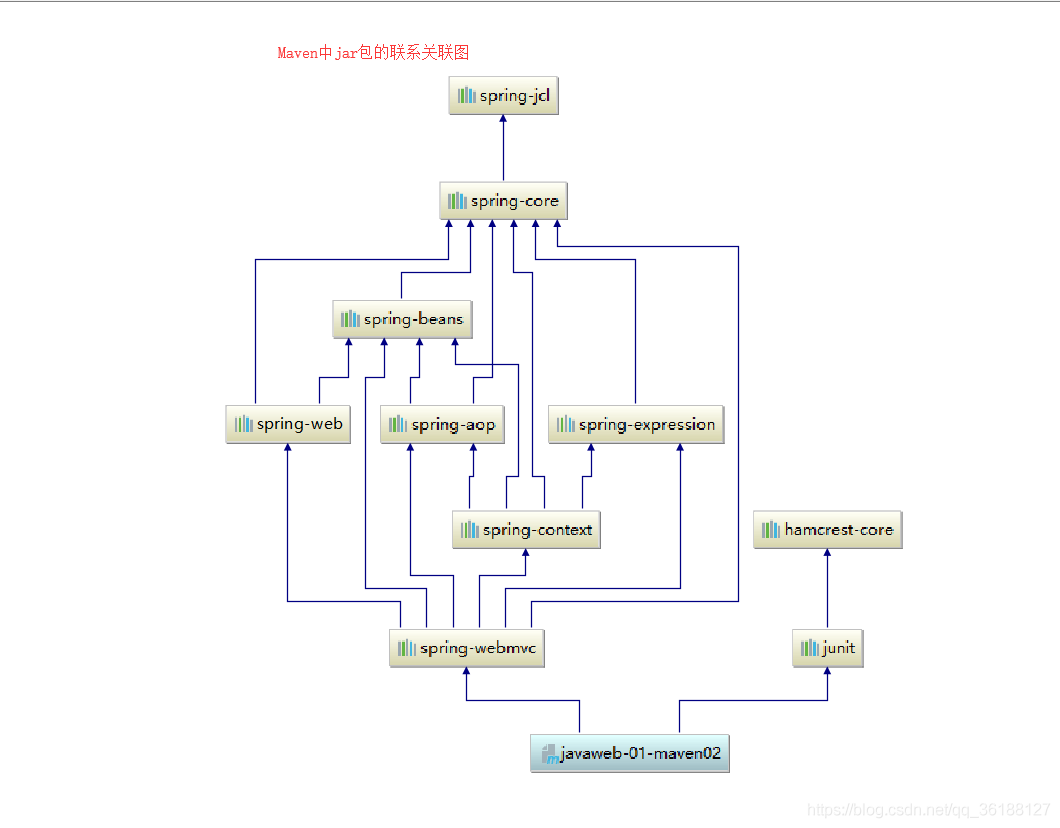 Maven中jar包的联系关联图
spring-jcl
spring-core
spring-beans
spring-web
spring-aop
spring-expression
spring-context
hamcrest-core
spring-webmvc
junit
javaweb-01-maven02
https://blog.csdn.net/qq_36188127